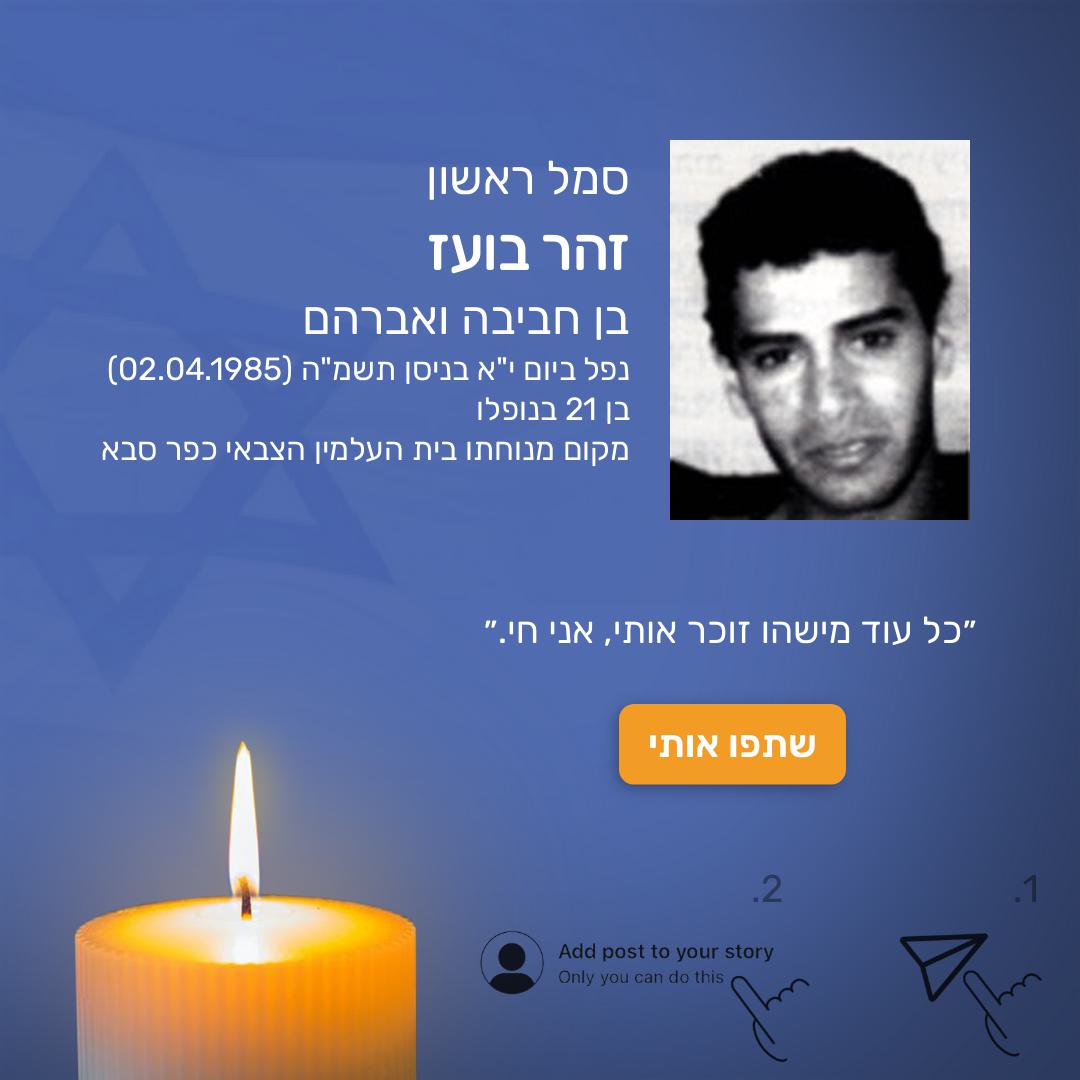 סמל ראשון
זהר בועז
בן חביבה ואברהם
נפל ביום י"א בניסן תשמ"ה (02.04.1985)
בן 21 בנופלו
מקום מנוחתו בית העלמין הצבאי כפר סבא
״כל עוד מישהו זוכר אותי, אני חי.״
שתפו אותי
.1
.2
Add post to your story
Only you can do this